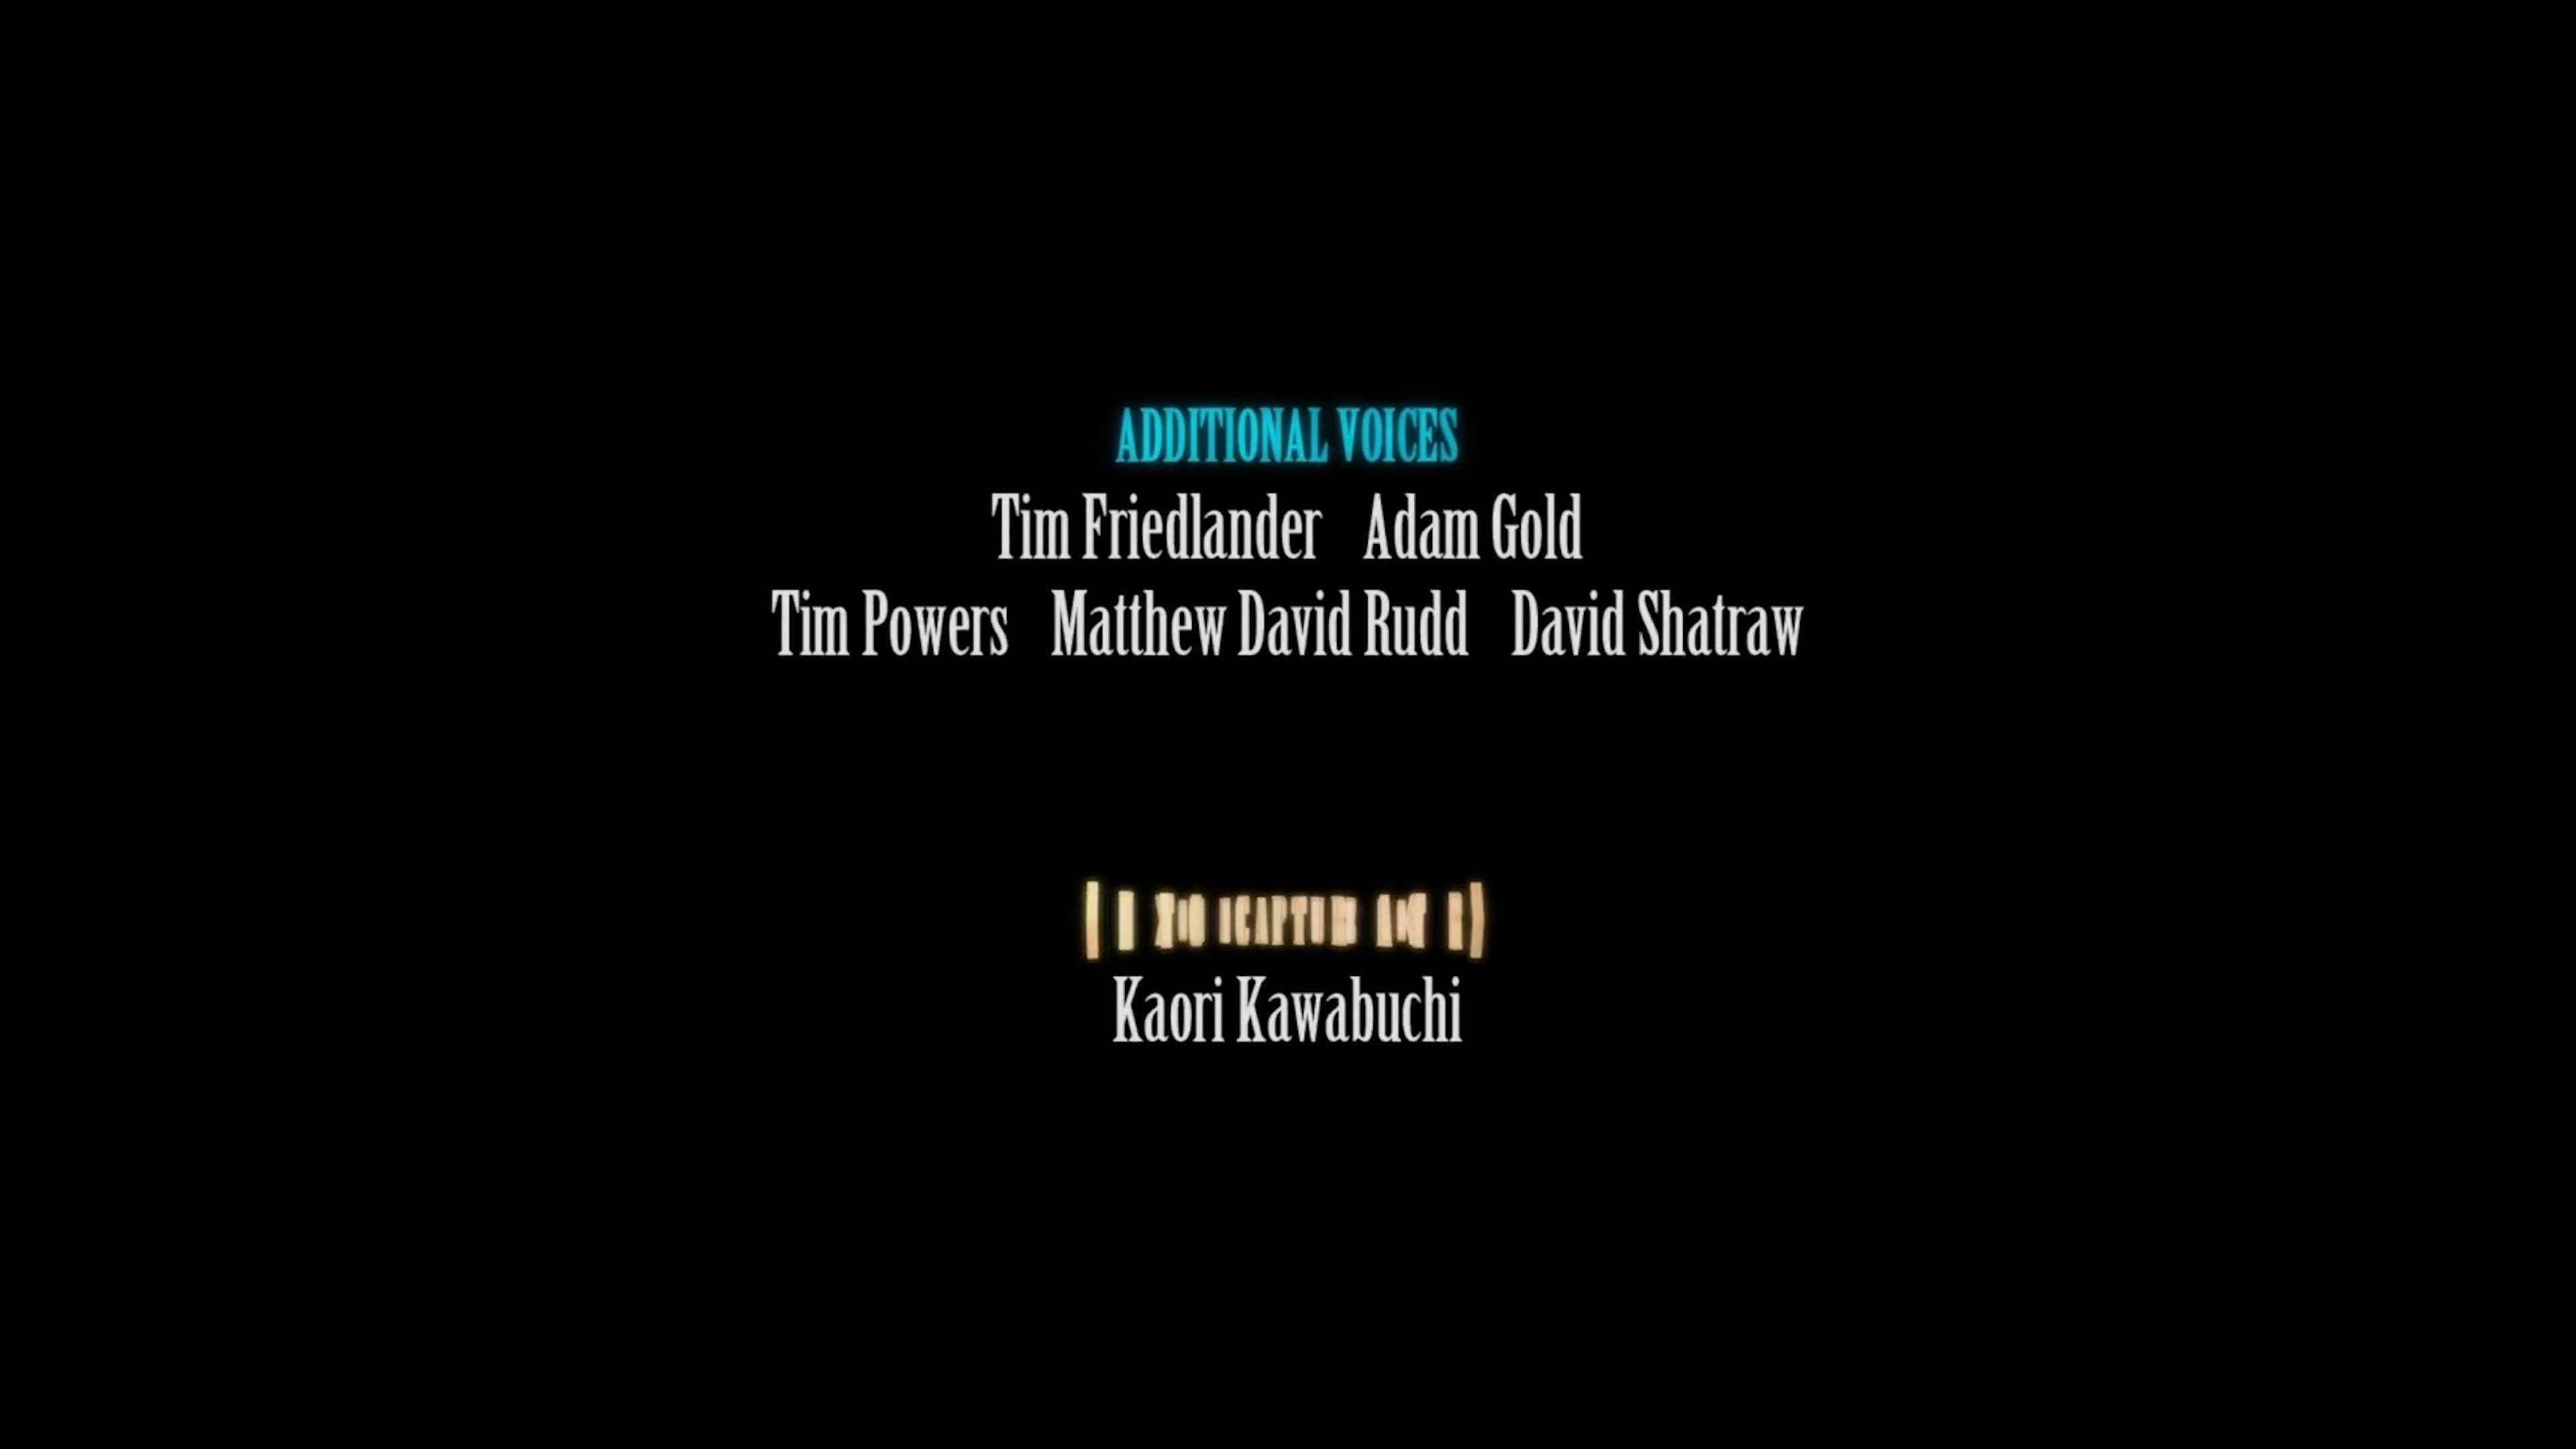 ADDITIONAL VOICES
Tim Friedlander Adam Gold
Tim Powers Matthew David Rudd David Shatraw
Kaori Kawabuchi